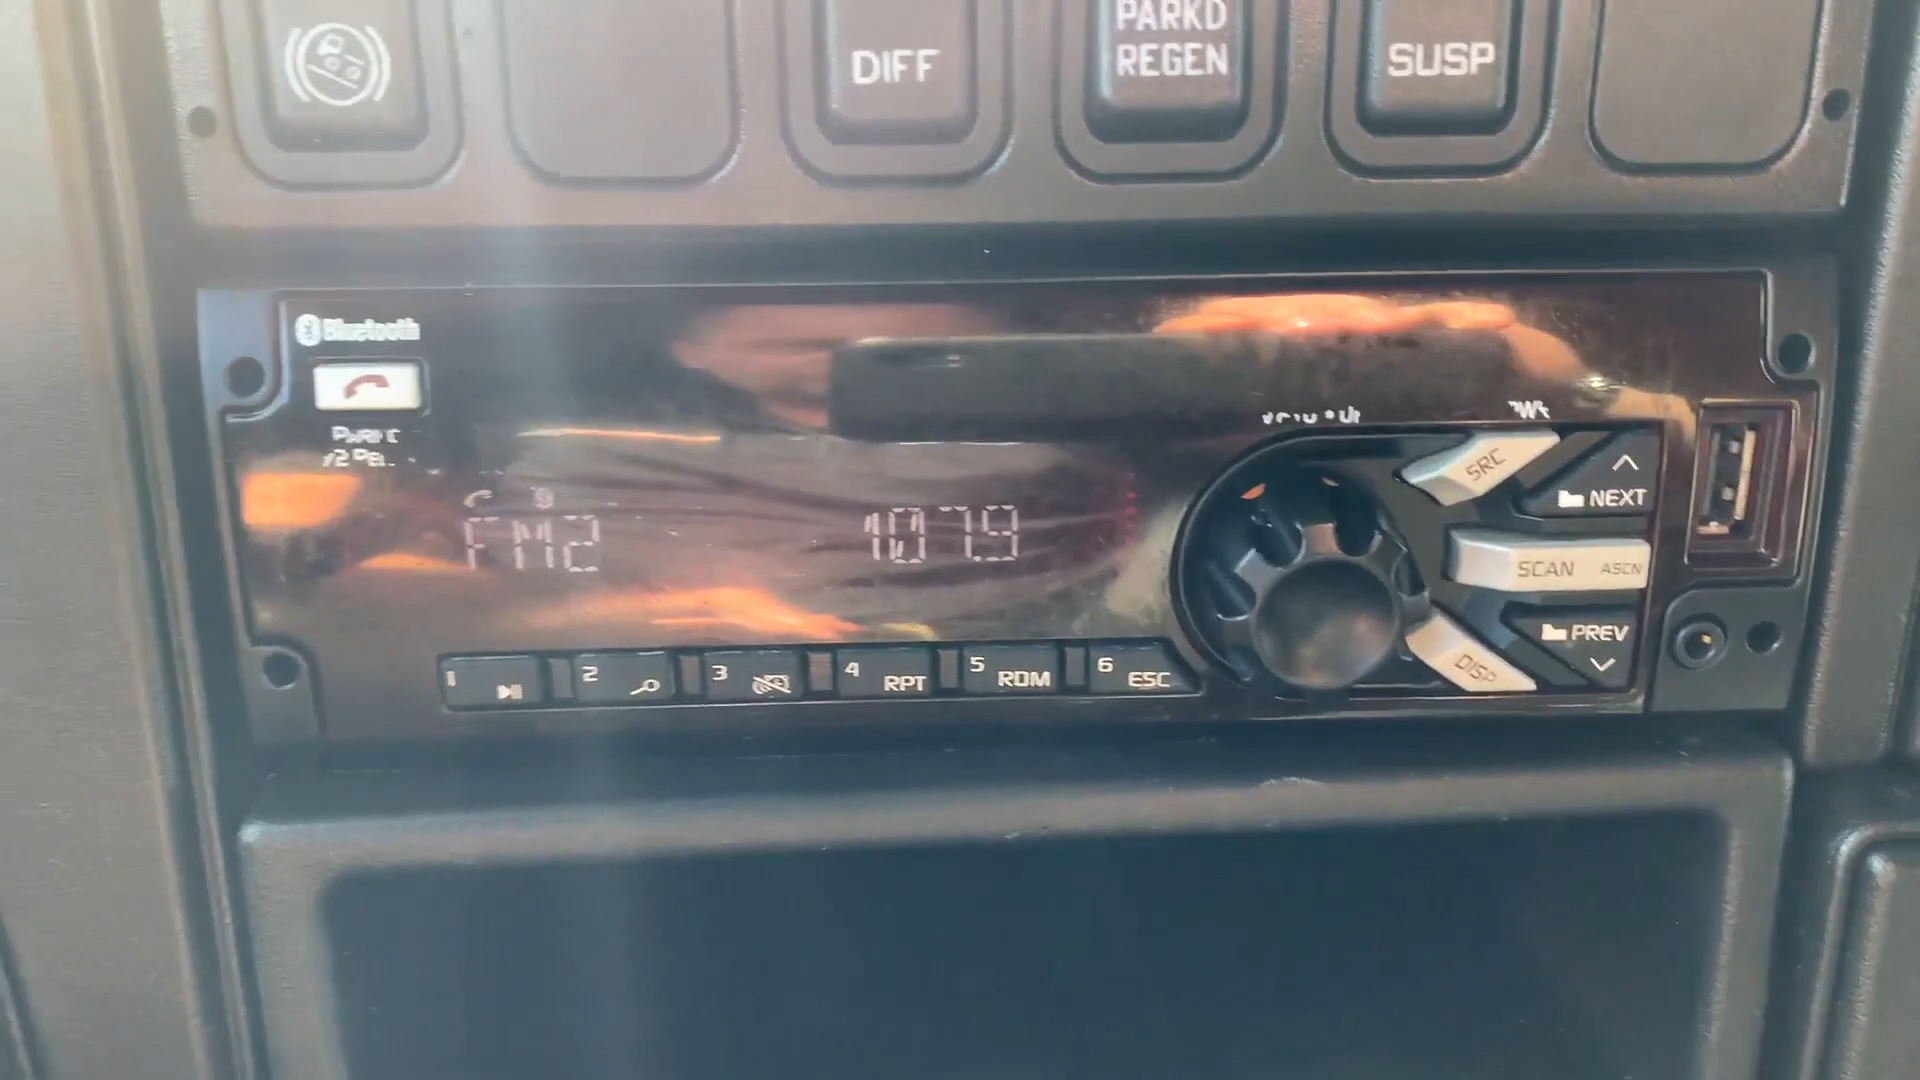 DIFF
PARKD
REGEN
SUSP
Bluetooth
SRC
NEXT
FM2
107.9
SCAN ASCN
PREV
DISP
1
2
3
4 RPT
5 RDM
6 ESC